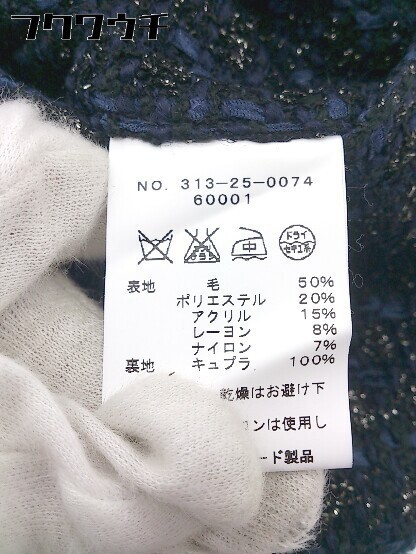 フクワウチ
NO. 313-25-0074
60001
中 ドライ セキユ系
表地 毛 50%
ポリエステル 20%
アクリル 15%
レーヨン 8%
ナイロン 7%
裏地 キュプラ 100%
乾燥はお避け下
ンは使用し
ード製品